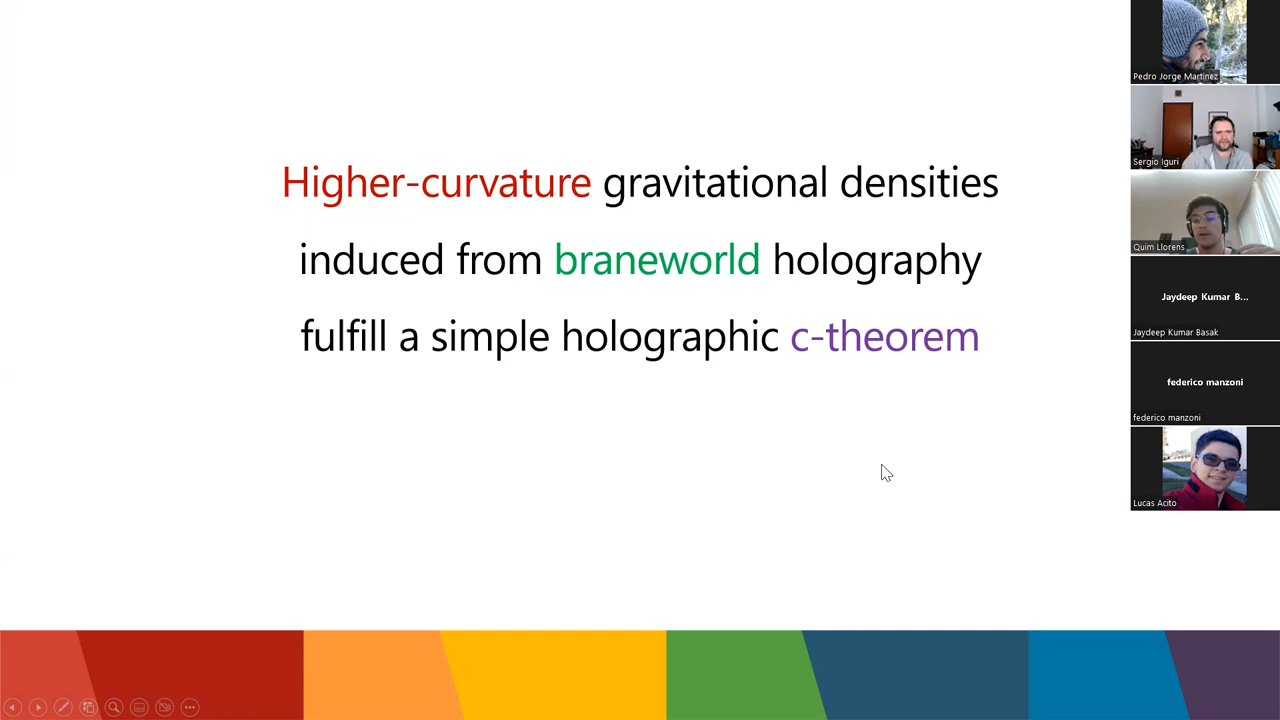 Higher-curvature gravitational densities
induced from braneworld holography
fulfill a simple holographic c-theorem
Pedro Jorge Martinez
Sergio Iguri
Quim Llorens
Jaydeep Kumar B...
Jaydeep Kumar Basak
federico manzoni
federico manzoni
Lucas Acito